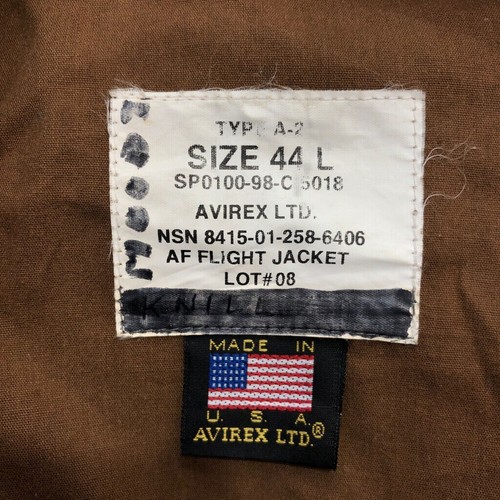 TYPE A-2
SIZE 44 L
SP0100-98-C-5018
AVIREX LTD.
NSN 8415-01-258-6406
AF FLIGHT JACKET
LOT#08
KNILL
MADE IN
U. S. A.
AVIREX LTD.®